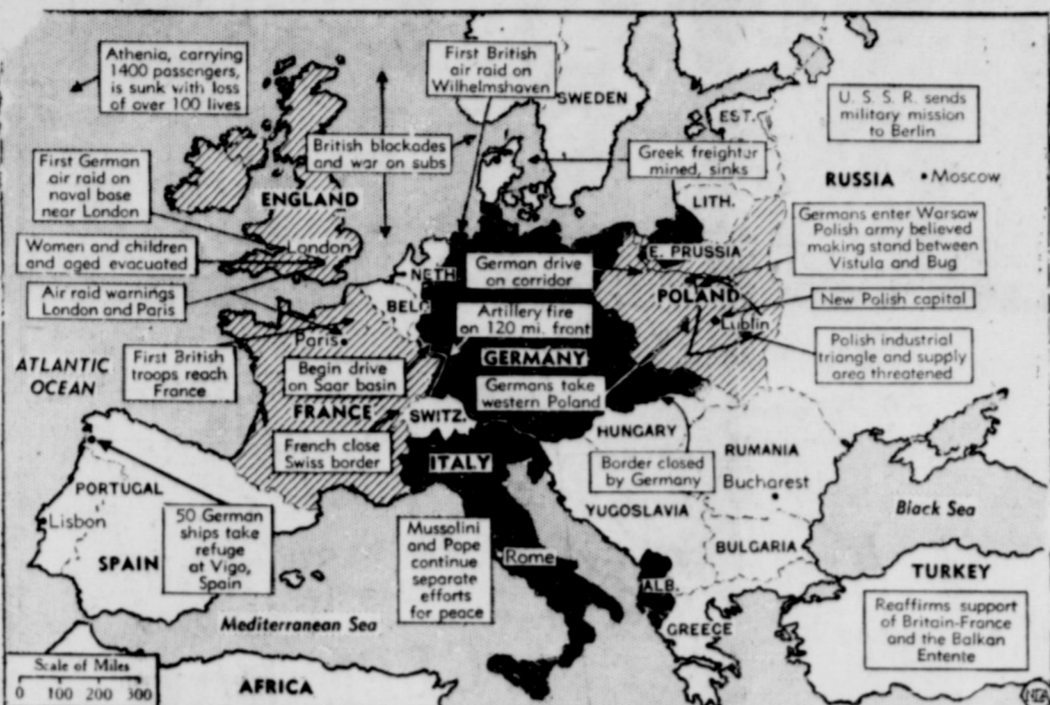 Athenia, carrying
1400 passengers,
is sunk with loss
of over 100 lives
First British
air raid on
Wilhelmshaven
SWEDEN
EST.
U. S. S. R. sends
military mission
to Berlin
British blockades
and war on subs
Greek freighter
mined, sinks
First German
air raid on
naval base
near London
ENGLAND
RUSSIA
Moscow
LITH.
Germans enter Warsaw
Polish army believed
making stand between
Vistula and Bug
Women and children
and aged evacuated
London
NETH.
German drive
on corridor
E. PRUSSIA
POLAND
New Polish capital
Air raid warnings
London and Paris
BELG.
Artillery fire
on 120 mi. front
Lublin
Paris
GERMANY
Polish industrial
triangle and supply
area threatened
ATLANTIC
OCEAN
First British
troops reach
France
Begin drive
on Saar basin
Germans take
western Poland
FRANCE
SWITZ.
HUNGARY
RUMANIA
French close
Swiss border
ITALY
Border closed
by Germany
Bucharest
PORTUGAL
Lisbon
SPAIN
50 German
ships take
refuge
at Vigo,
Spain
YUGOSLAVIA
Black Sea
BULGARIA
Mussolini
and Pope
continue
separate
efforts
for peace
Rome
ALB.
TURKEY
GREECE
Reaffirms support
of Britain-France
and the Balkan
Entente
Mediterranean Sea
Scale of Miles
0 100 200 300
AFRICA
NEA